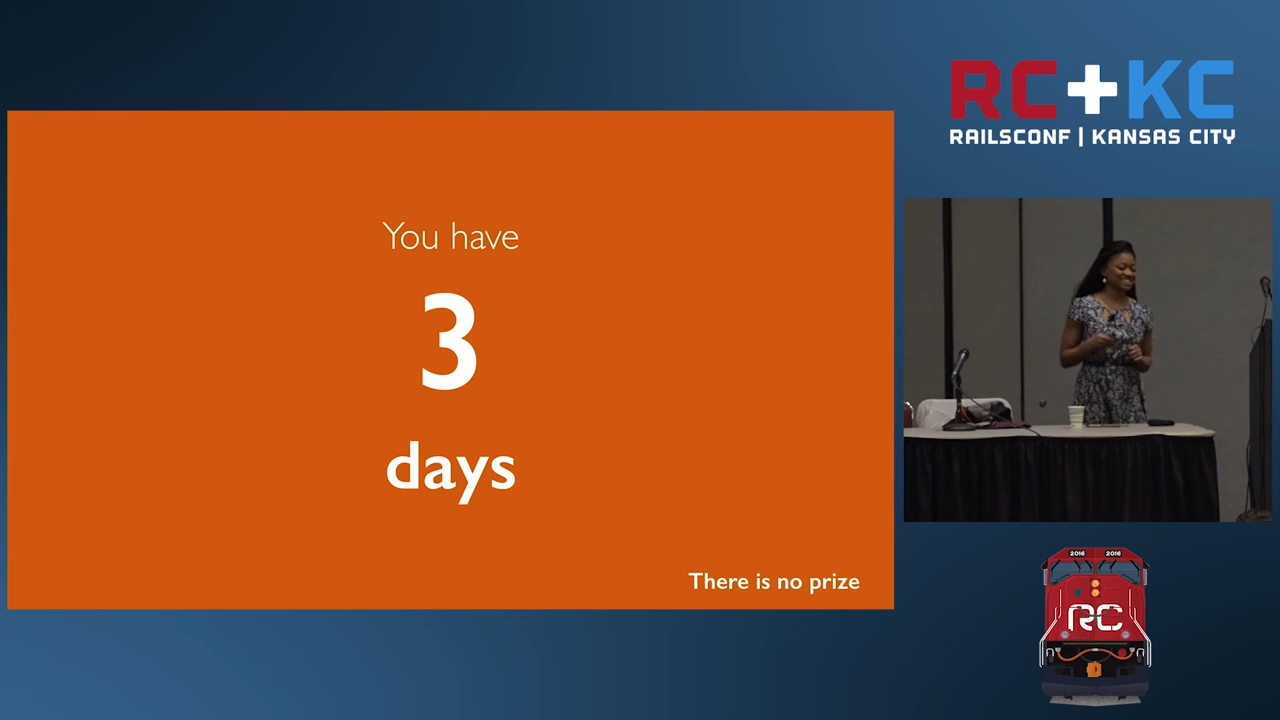 You have
3
days
There is no prize
RC+KC
RAILSCONF | KANSAS CITY
2016 2016
RC